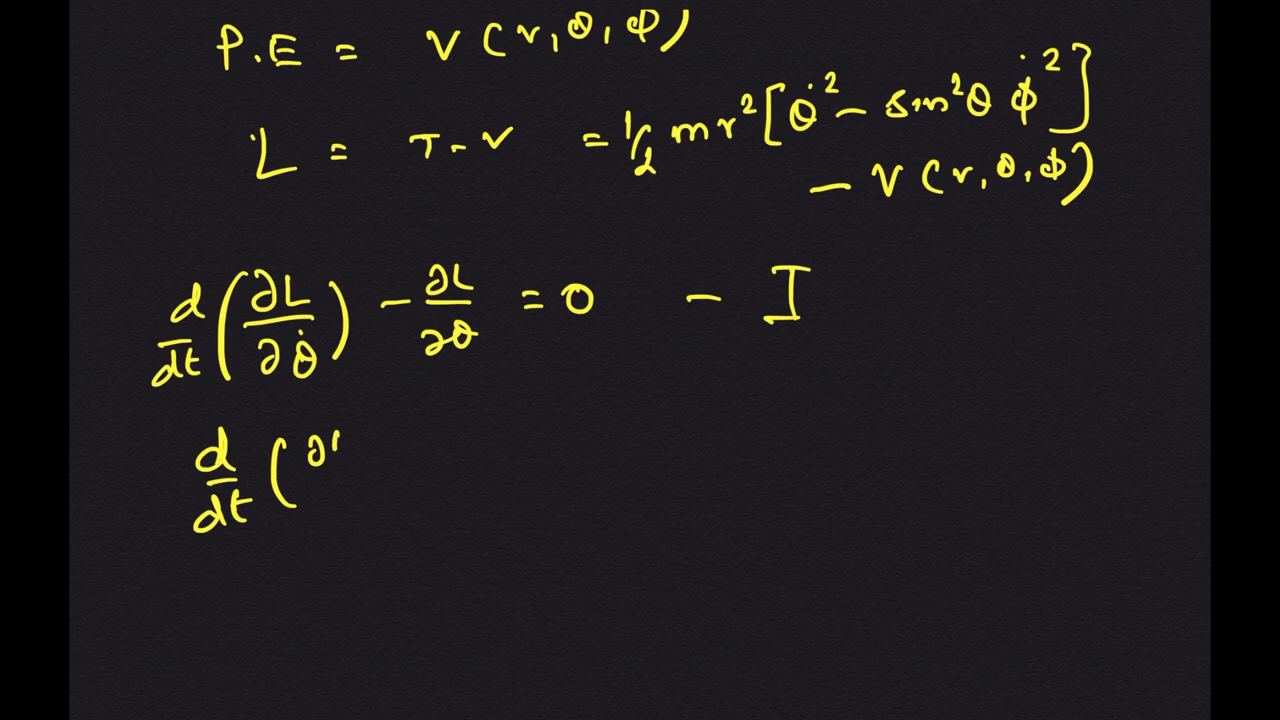 P.E = V (r, θ, ϕ)
L = T - V = 1/2 mr² [θ̇² - sin²θ ϕ̇²]
- V (r, θ, ϕ)
d/dt (∂L/∂θ̇) - ∂L/∂θ = 0 - I
d/dt (∂